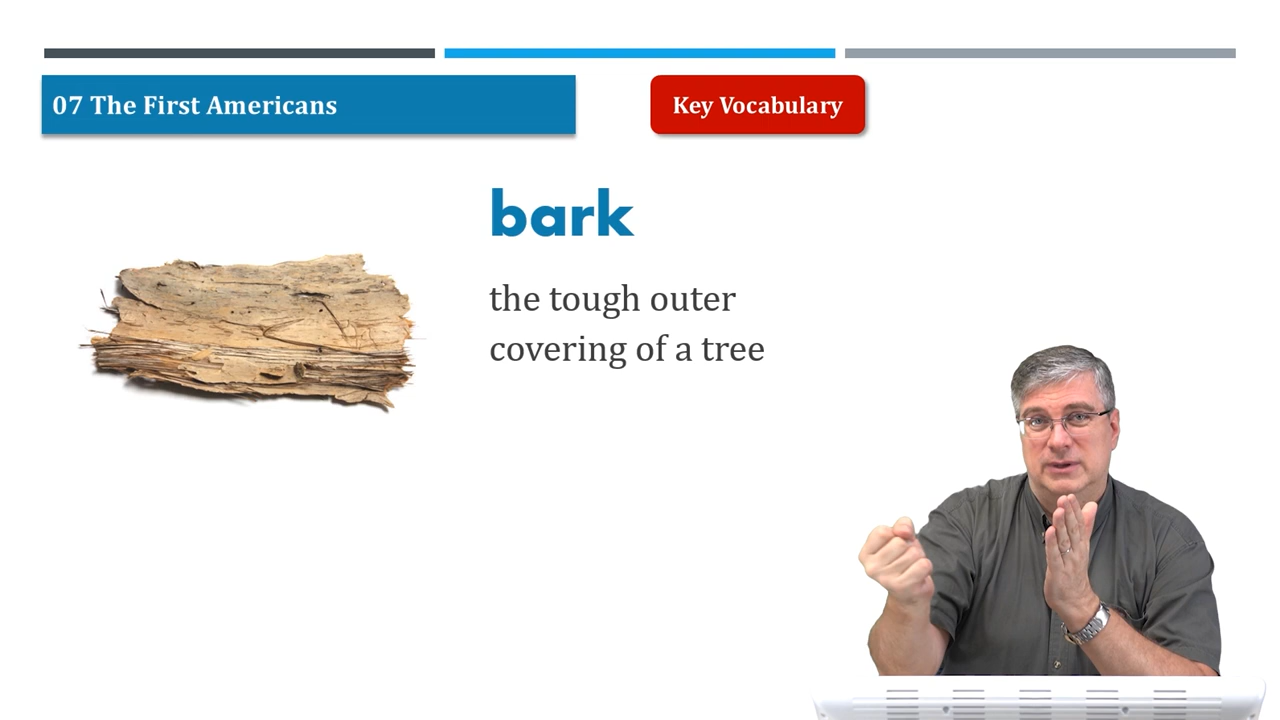 07 The First Americans
Key Vocabulary
bark
the tough outer
covering of a tree